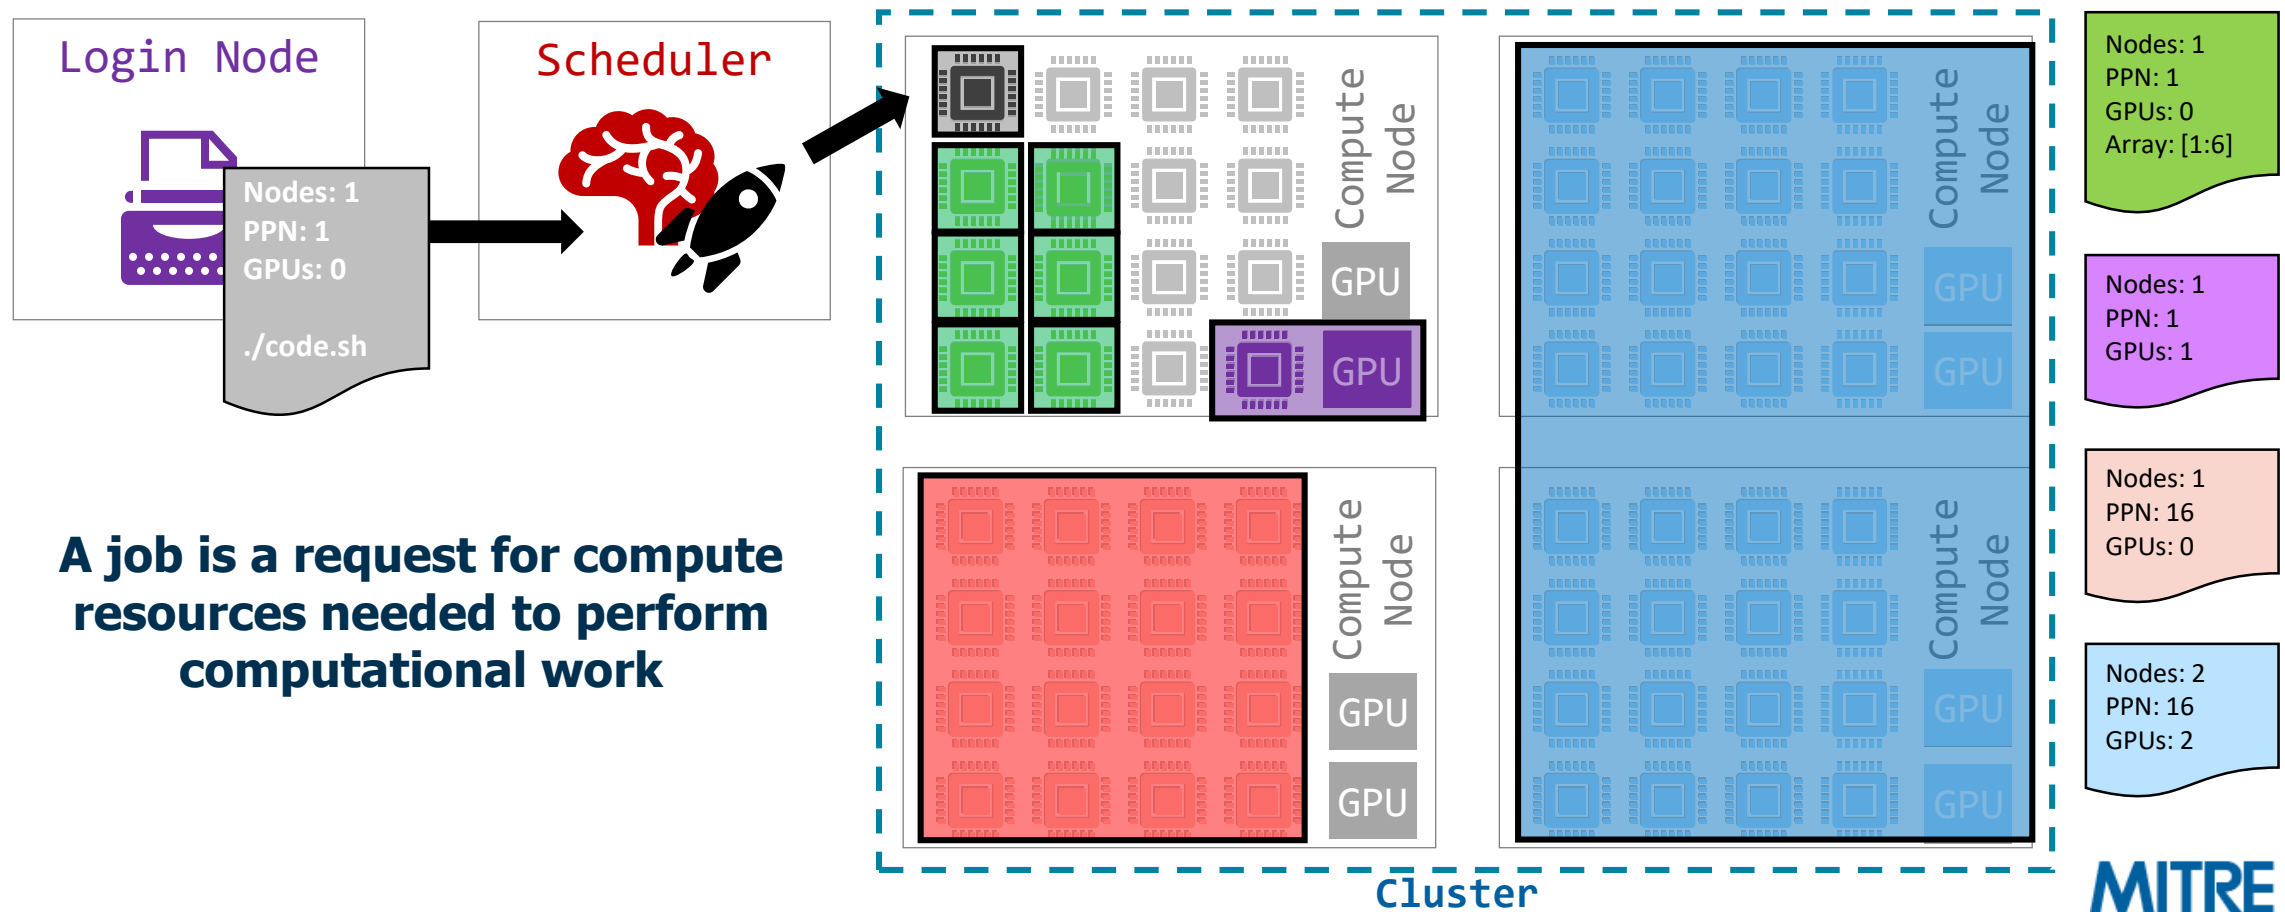 Login Node
Nodes: 1
PPN: 1
GPUs: 0
./code.sh
Scheduler
Compute
Node
GPU
GPU
Compute
Node
GPU
GPU
Compute
Node
GPU
GPU
Compute
Node
GPU
GPU
Cluster
A job is a request for compute
resources needed to perform
computational work
Nodes: 1
PPN: 1
GPUs: 0
Array: [1:6]
Nodes: 1
PPN: 1
GPUs: 1
Nodes: 1
PPN: 16
GPUs: 0
Nodes: 2
PPN: 16
GPUs: 2
MITRE